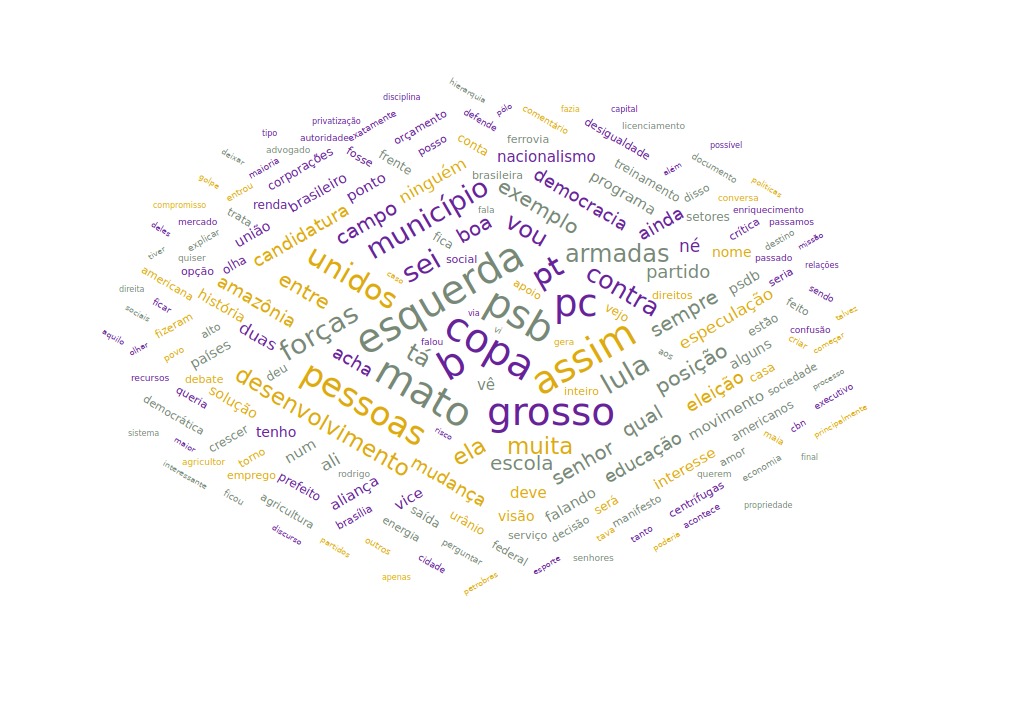 hierarquia
disciplina
pólo
fazia
capital
privatização
exatamente
orçamento
defende
comentário
desigualdade
licenciamento
tipo
autoridade
posso
conta
ferrovia
possível
deixar
advogado
maioria
corporações
fosse
frente
ninguém
nacionalismo
brasileira
treinamento
além
documento
políticas
golpe
entrou
brasileiro
ponto
exemplo
democracia
programa
disso
conversa
compromisso
renda
trata
candidatura
campo
município
fala
vou
ainda
setores
enriquecimento
deles
mercado
união
fica
boa
armadas
né
crítica
passamos
tiver
explicar
quiser
olha
unidos
sei
social
esquerda
pt
contra
partido
nome
destino
missão
passado
direita
americana
opção
amazônia
entre
caso
apoio
pc
vejo
direitos
sempre
psdb
seria
relações
sociais
ficar
história
forças
via
psb
vi
especulação
feito
sendo
talvez
fizeram
alto
duas
copa
assim
gera
estão
confusão
aquilo
olhar
povo
países
acha
tá
falou
b
aos
posição
alguns
criar
começar
recursos
debate
deu
pessoas
mato
vê
inteiro
lula
eleição
casa
sociedade
processo
democrática
queria
solução
desenvolvimento
grosso
qual
movimento
americanos
executivo
sistema
maior
crescer
tenho
risco
ela
muita
senhor
educação
maia
cbn
principalmente
agricultor
torno
num
ali
mudança
escola
interesse
amor
economia
final
interessante
emprego
prefeito
rodrigo
aliança
vice
deve
falando
será
querem
centrífugas
propriedade
ficou
agricultura
brasília
saída
urânio
visão
decisão
manifesto
tanto
acontece
discurso
partidos
outros
energia
perguntar
serviço
federal
tava
poderia
cidade
esporte
senhores
apenas
petrobras